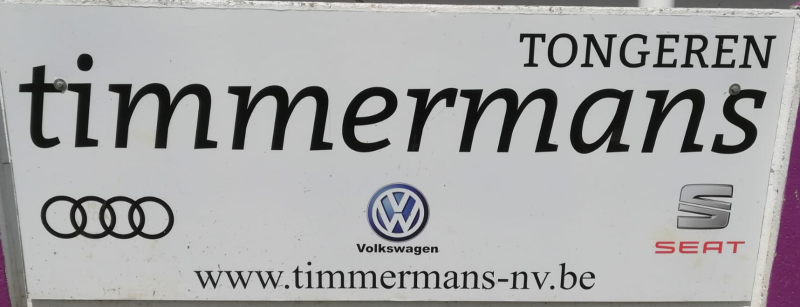 TONGEREN
timmermans
Volkswagen
SEAT
www.timmermans-nv.be